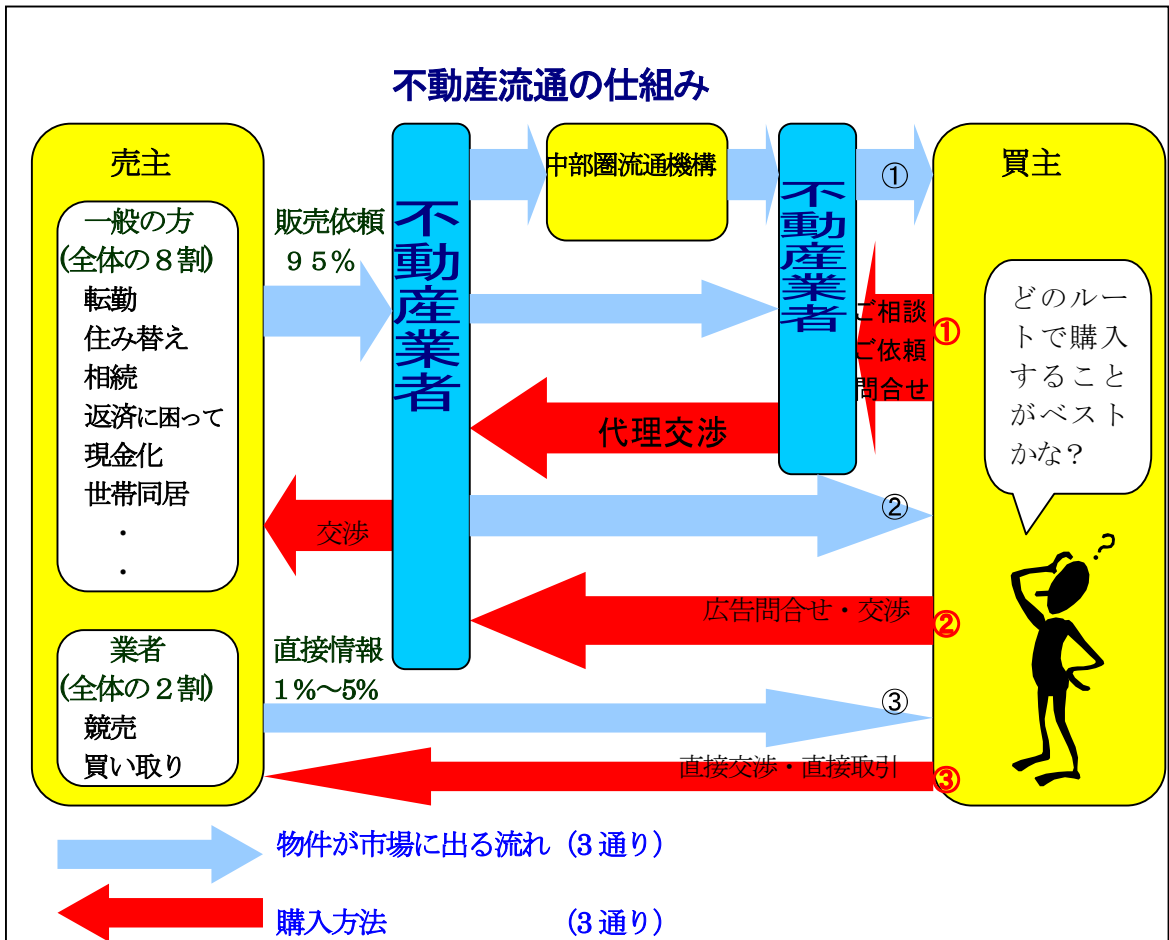 不動産流通の仕組み
売主
一般の方
(全体の８割)
転勤
住み替え
相続
返済に困って
現金化
世帯同居
・
・
業者
(全体の２割)
競売
買い取り
販売依頼
９５%
直接情報
１%～5%
不動産業者
中部圏流通機構
不動産業者
①
買主
ご相談
ご依頼
問合せ
①
代理交渉
交渉
②
広告問合せ・交渉
②
③
直接交渉・直接取引
③
どのルー
トで購入
すること
がベスト
かな？
?
物件が市場に出る流れ（3 通り）
購入方法　　　　　　　（3 通り）